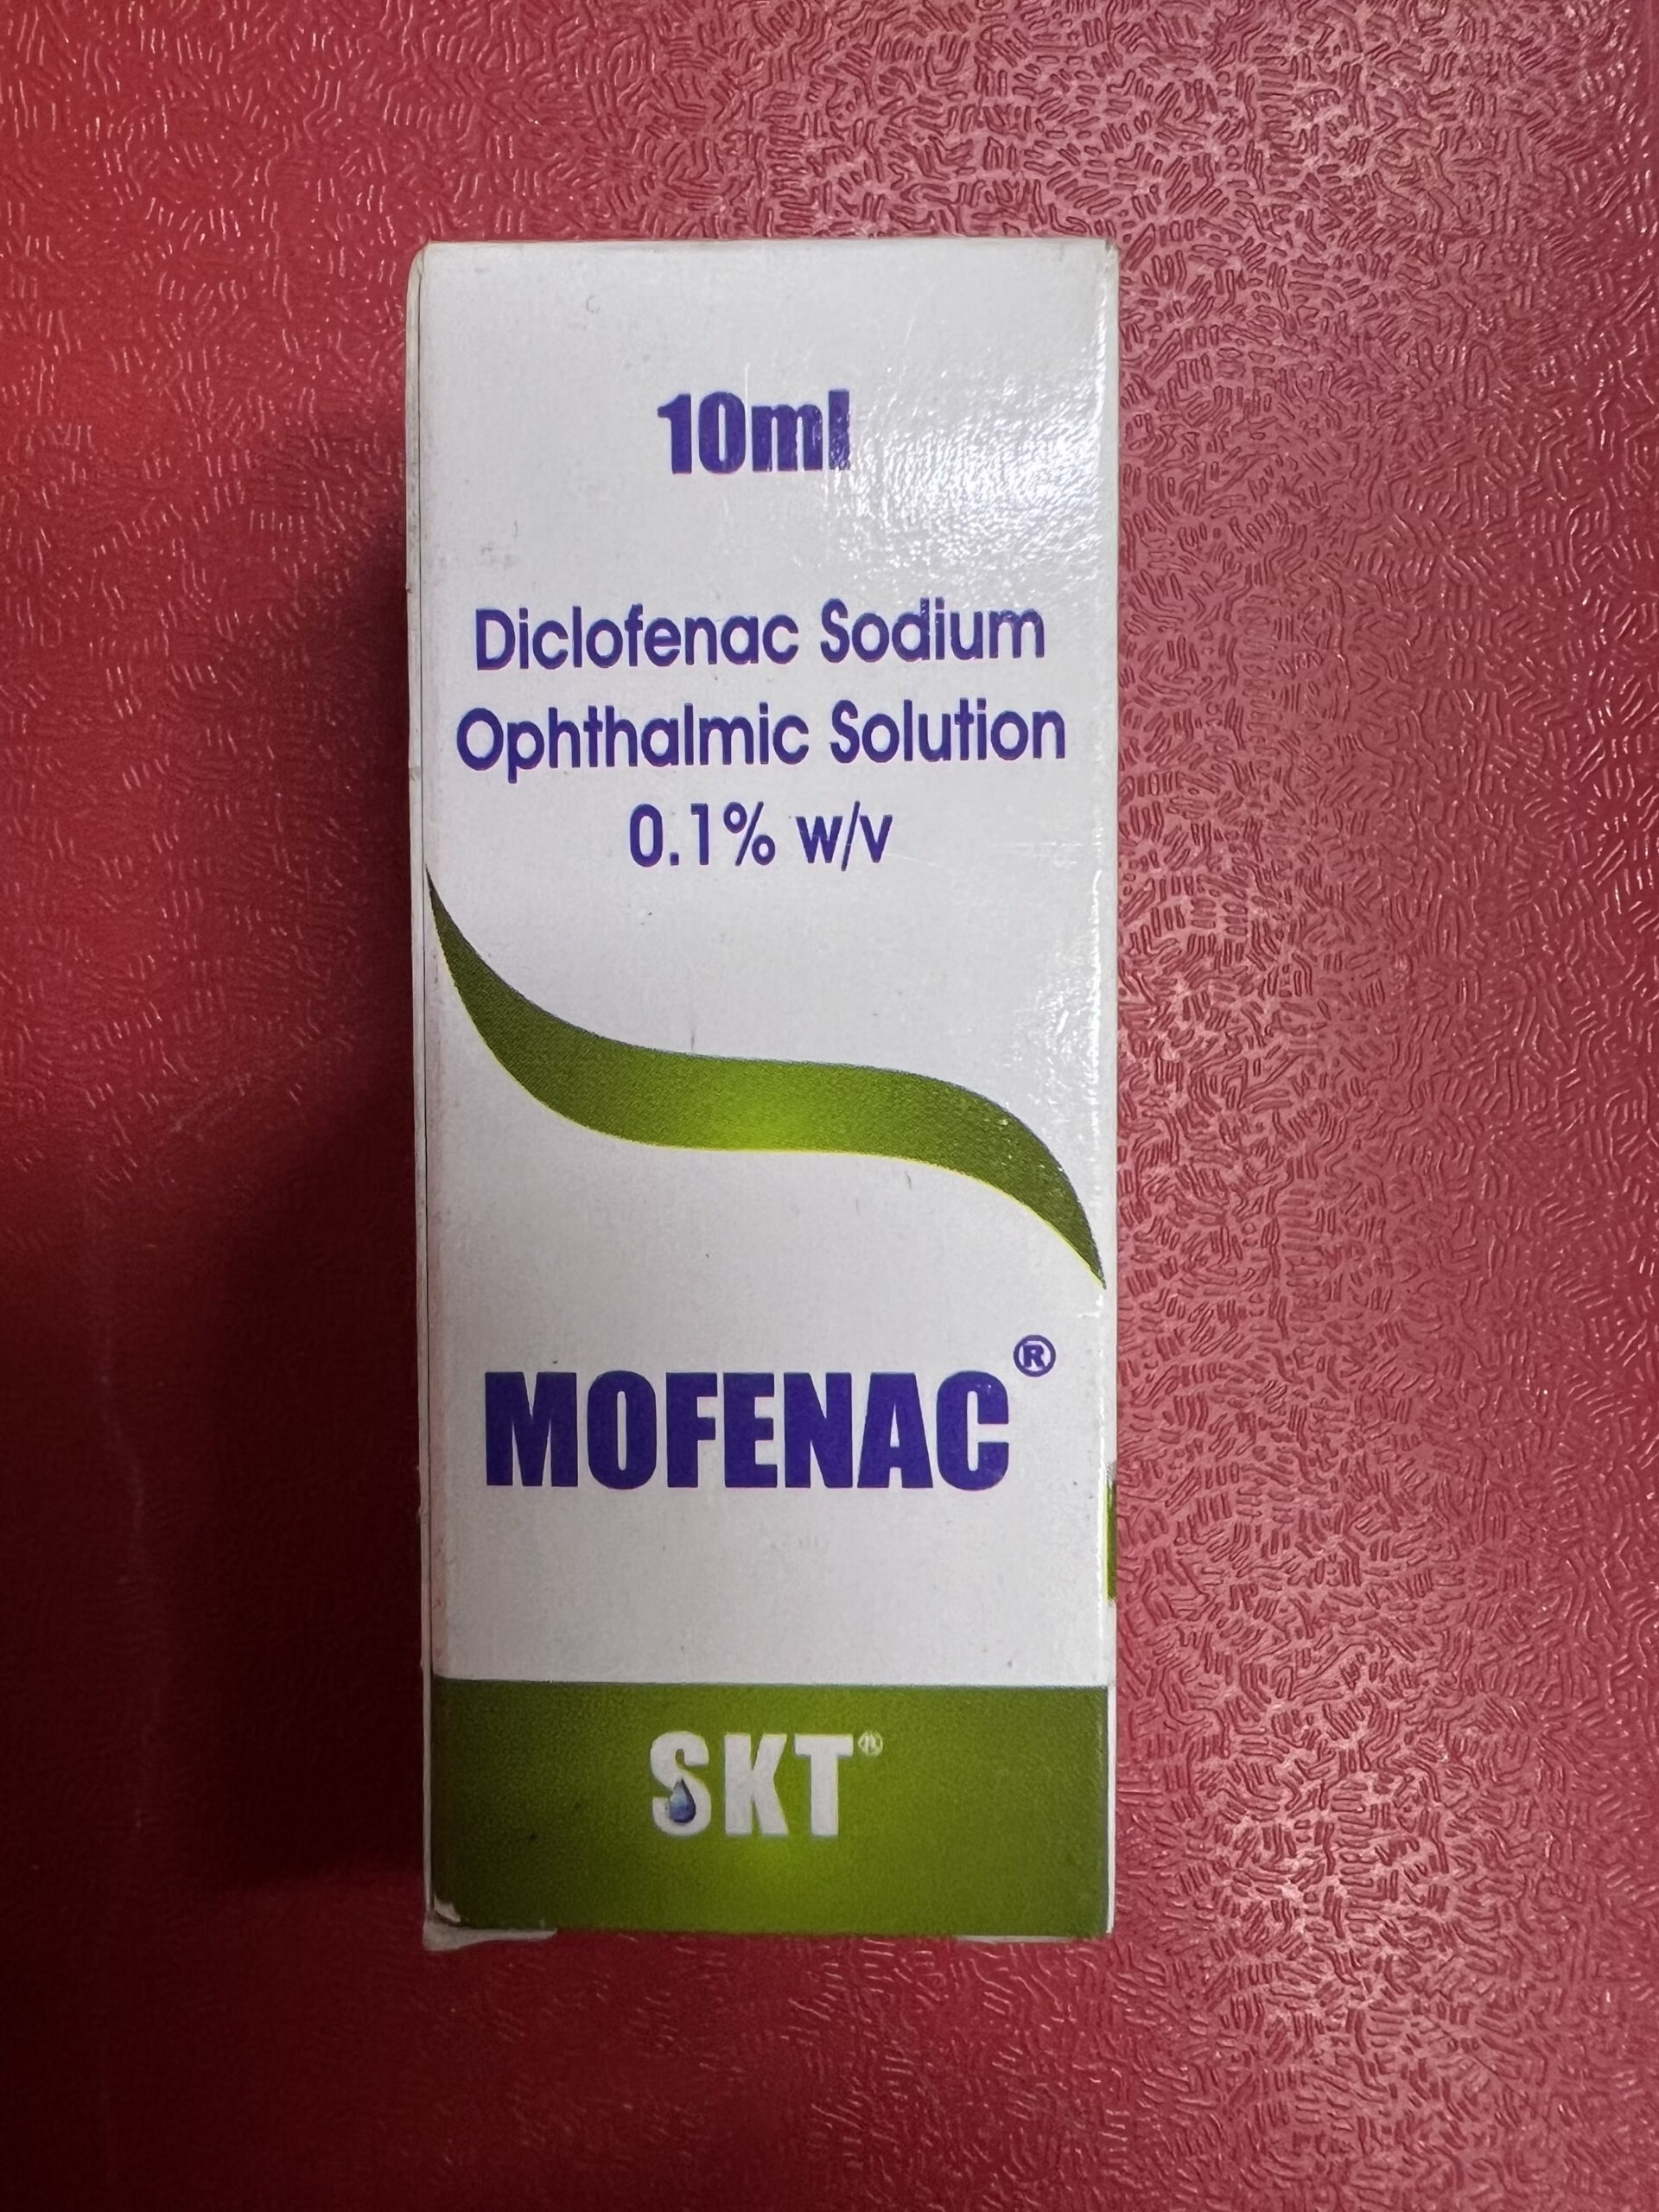 10ml
Diclofenac Sodium
Ophthalmic Solution
0.1% w/v
MOFENAC®
SKT®